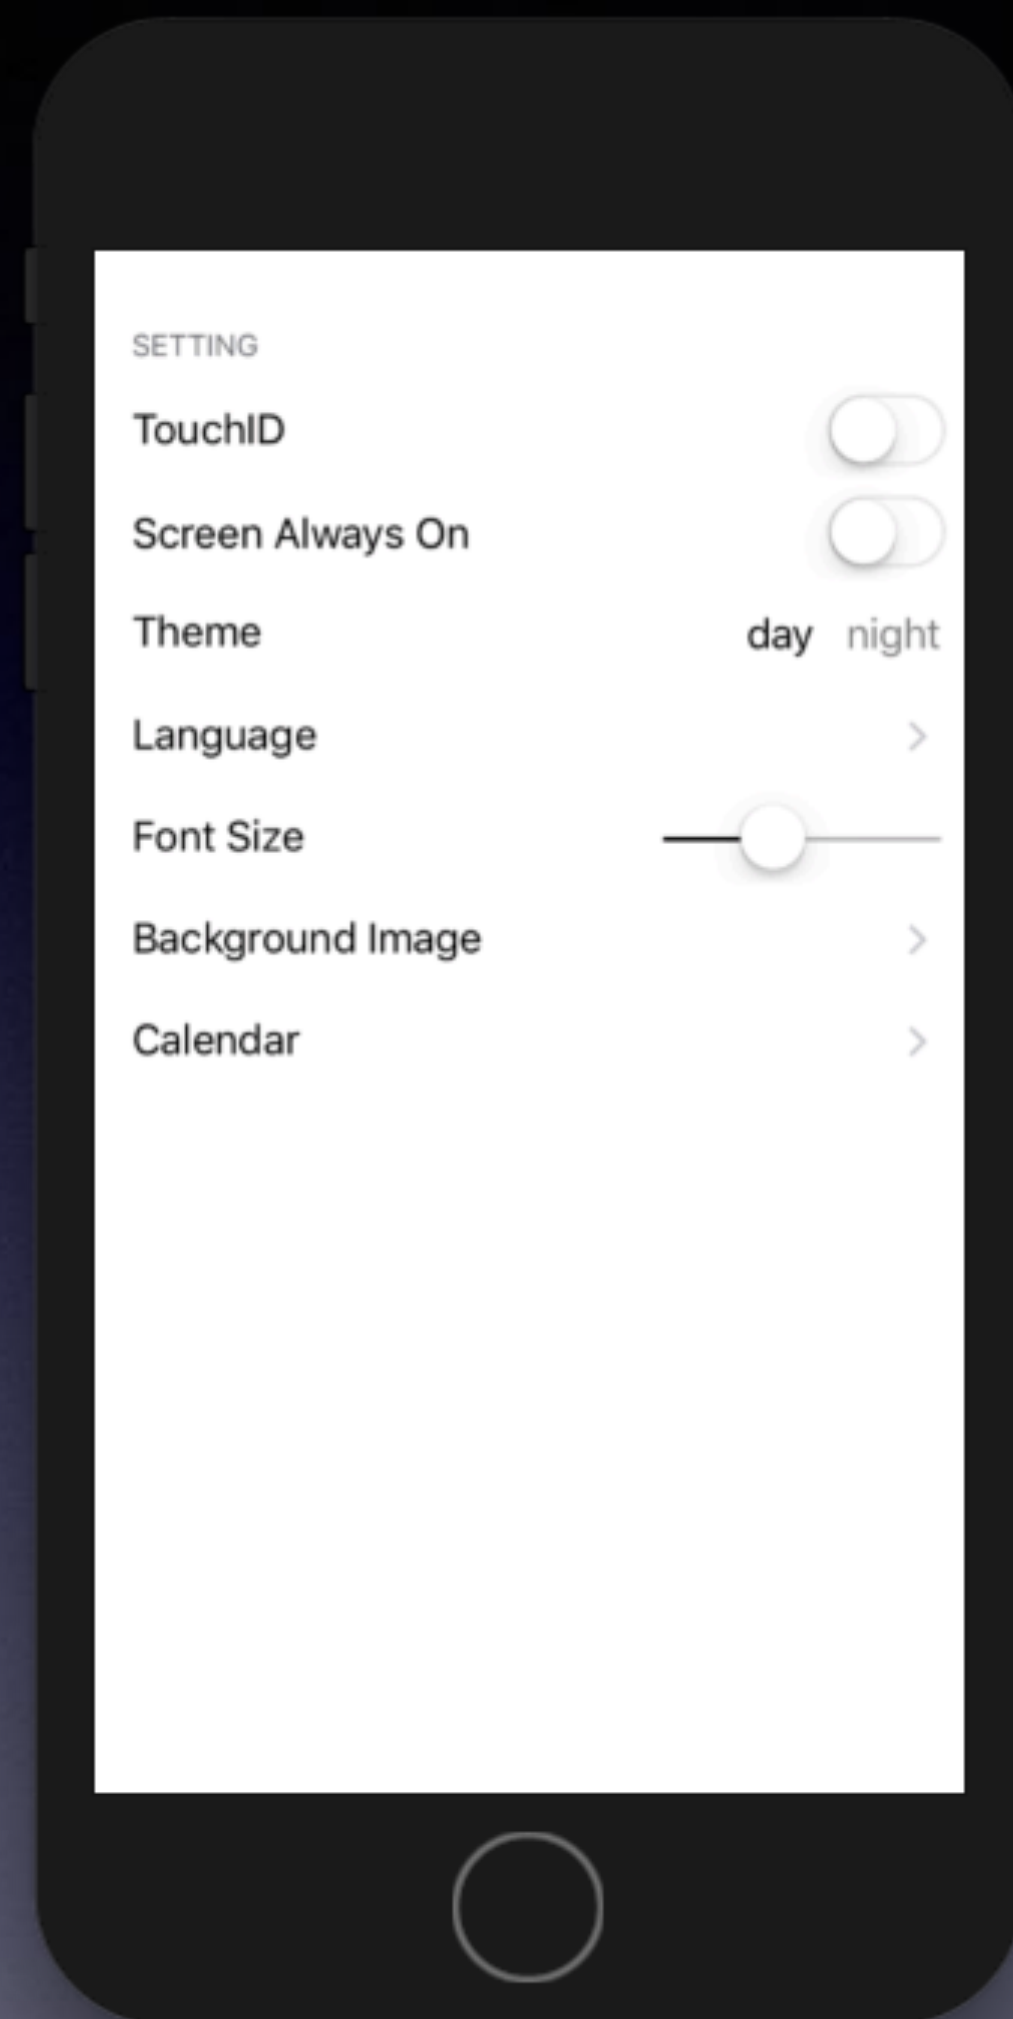 SETTING
TouchID
Screen Always On
Theme day night
Language
Font Size
Background Image
Calendar